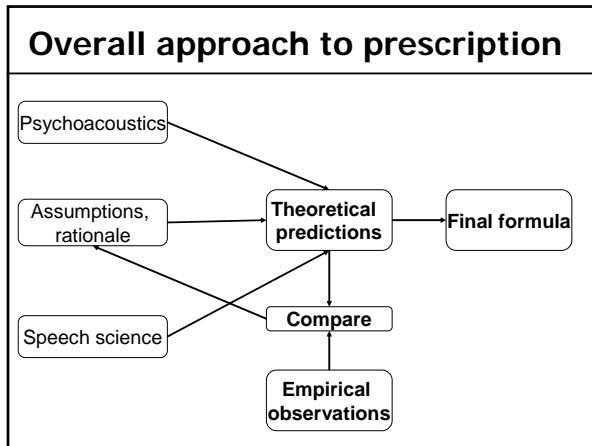 Overall approach to prescription
Psychoacoustics
Assumptions,
rationale
Theoretical
predictions
Final formula
Speech science
Compare
Empirical
observations